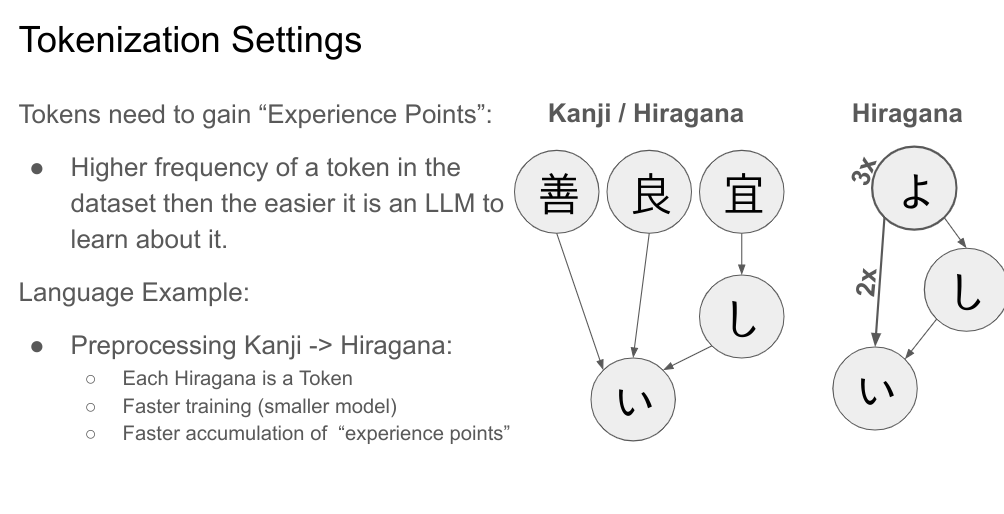 Tokenization Settings
Tokens need to gain “Experience Points”:
● Higher frequency of a token in the
dataset then the easier it is an LLM to
learn about it.
Language Example:
● Preprocessing Kanji -> Hiragana:
○ Each Hiragana is a Token
○ Faster training (smaller model)
○ Faster accumulation of “experience points”
Kanji / Hiragana
善 良 宜
し
い
Hiragana
3x
よ
2x
し
い